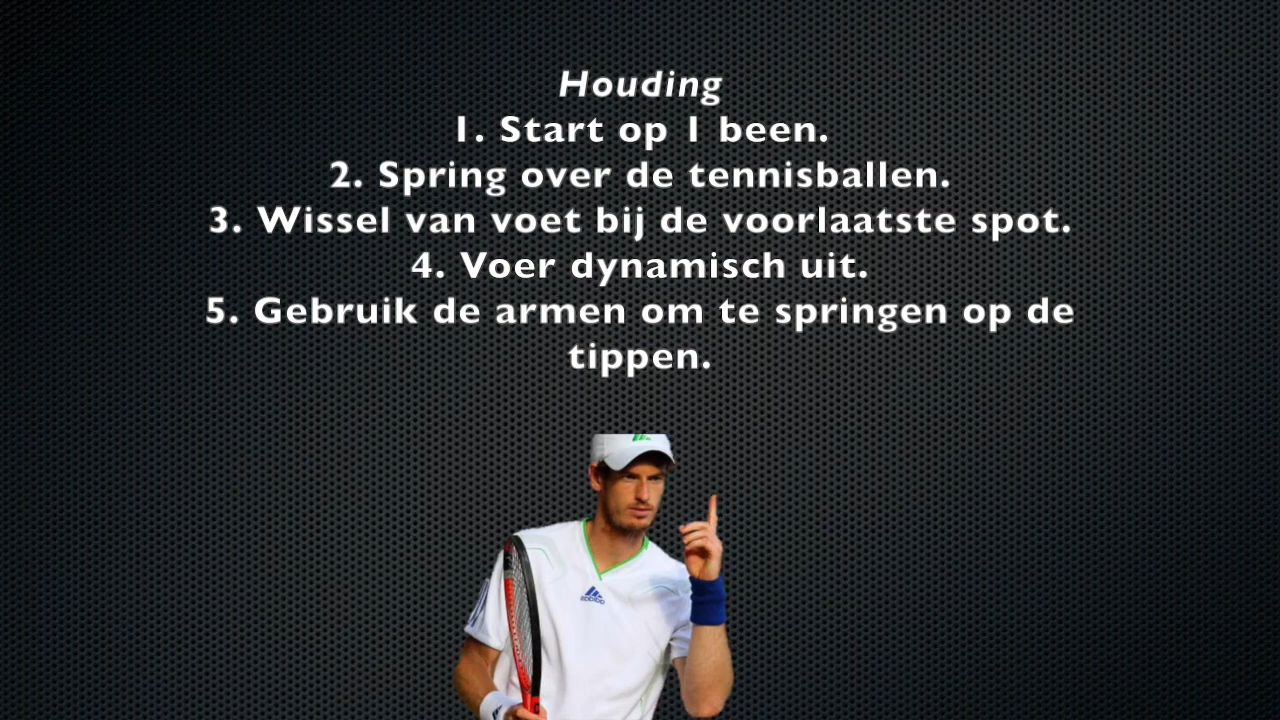 Houding
1. Start op 1 been.
2. Spring over de tennisballen.
3. Wissel van voet bij de voorlaatste spot.
4. Voer dynamisch uit.
5. Gebruik de armen om te springen op de
tippen.
adidas